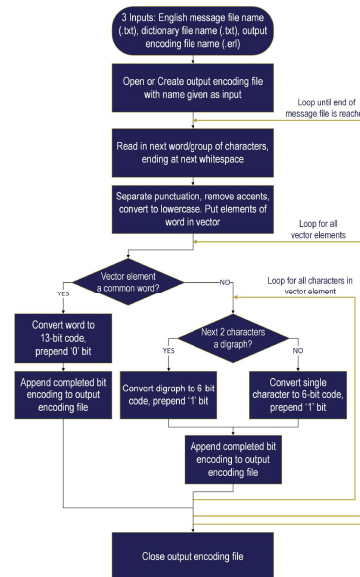 3 Inputs: English message file name
(.txt), dictionary file name (.txt), output
encoding file name (.erl)
Open or Create output encoding file
with name given as input
Loop until end of
message file is reache
Read in next word/group of characters,
ending at next whitespace
Separate punctuation, remove accents,
convert to lowercase. Put elements of
word in vector
Loop for all
vector elements
Vector element
a common word?
YES
NO
Loop for all characters in
vector element
Convert word to
13-bit code,
prepend '0' bit
Next 2 characters
a digraph?
YES
NO
Append completed bit
encoding to output
encoding file
Convert digraph to 6-bit
code, prepend '1' bit
Convert single
character to 6-bit code,
prepend '1' bit
Append completed bit
encoding to output
encoding file
Close output encoding file